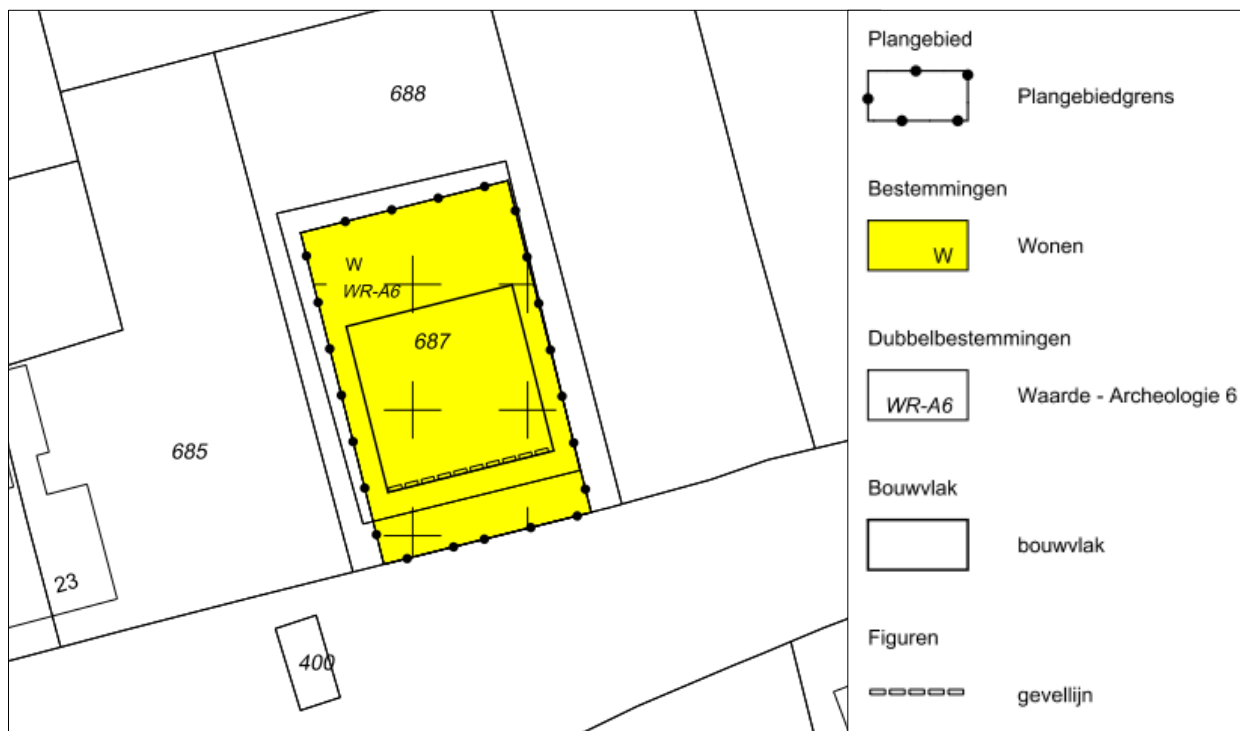 688
W
WR-A6
687
685
23
400
Plangebied
Plangebiedgrens
Bestemmingen
W
Wonen
Dubbelbestemmingen
WR-A6
Waarde - Archeologie 6
Bouwvlak
bouwvlak
Figuren
gevellijn